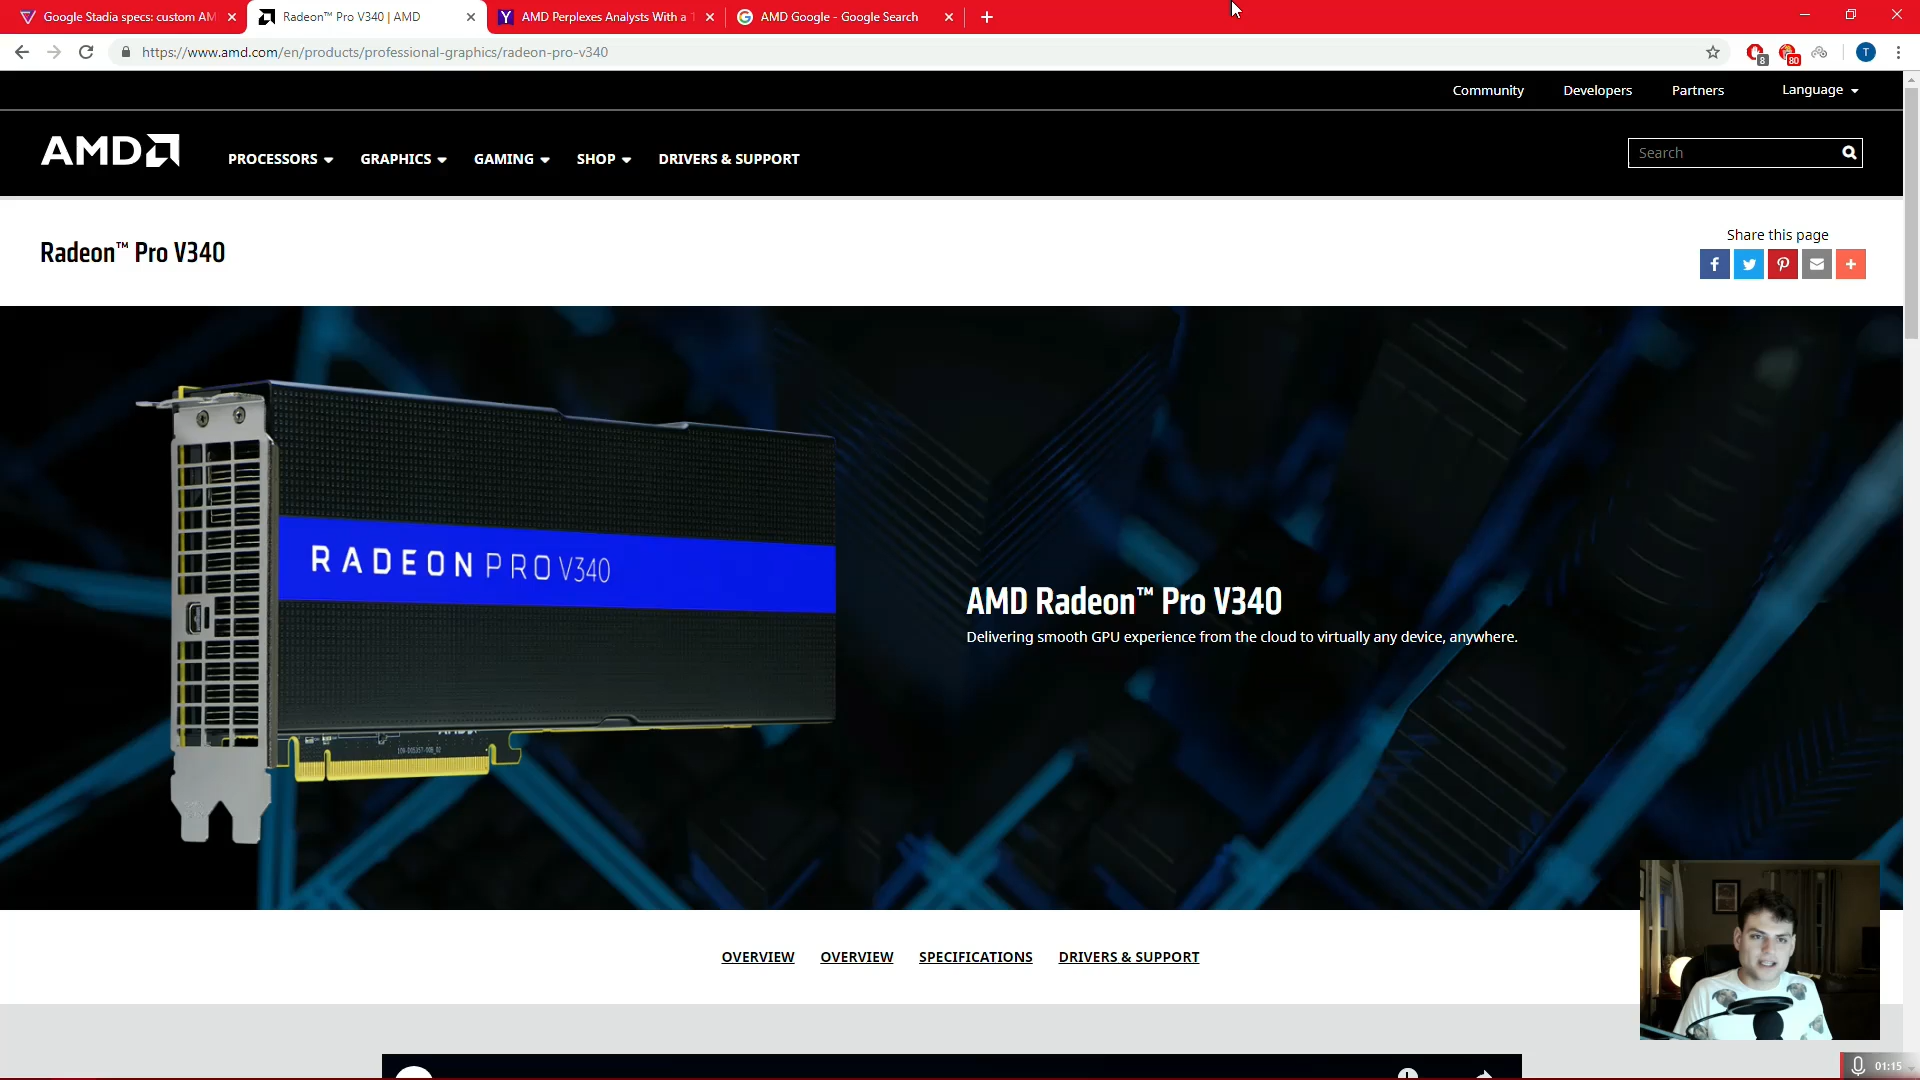 Google Stadia specs: custom AM
Radeon™ Pro V340 | AMD
AMD Perplexes Analysts With a
AMD Google - Google Search
https://www.amd.com/en/products/professional-graphics/radeon-pro-v340
8
80
T
Community
Developers
Partners
Language
AMD
PROCESSORS
GRAPHICS
GAMING
SHOP
DRIVERS & SUPPORT
Search
Radeon™ Pro V340
Share this page
RADEON PRO V340
AMD Radeon™ Pro V340
Delivering smooth GPU experience from the cloud to virtually any device, anywhere.
OVERVIEW
OVERVIEW
SPECIFICATIONS
DRIVERS & SUPPORT
01:15